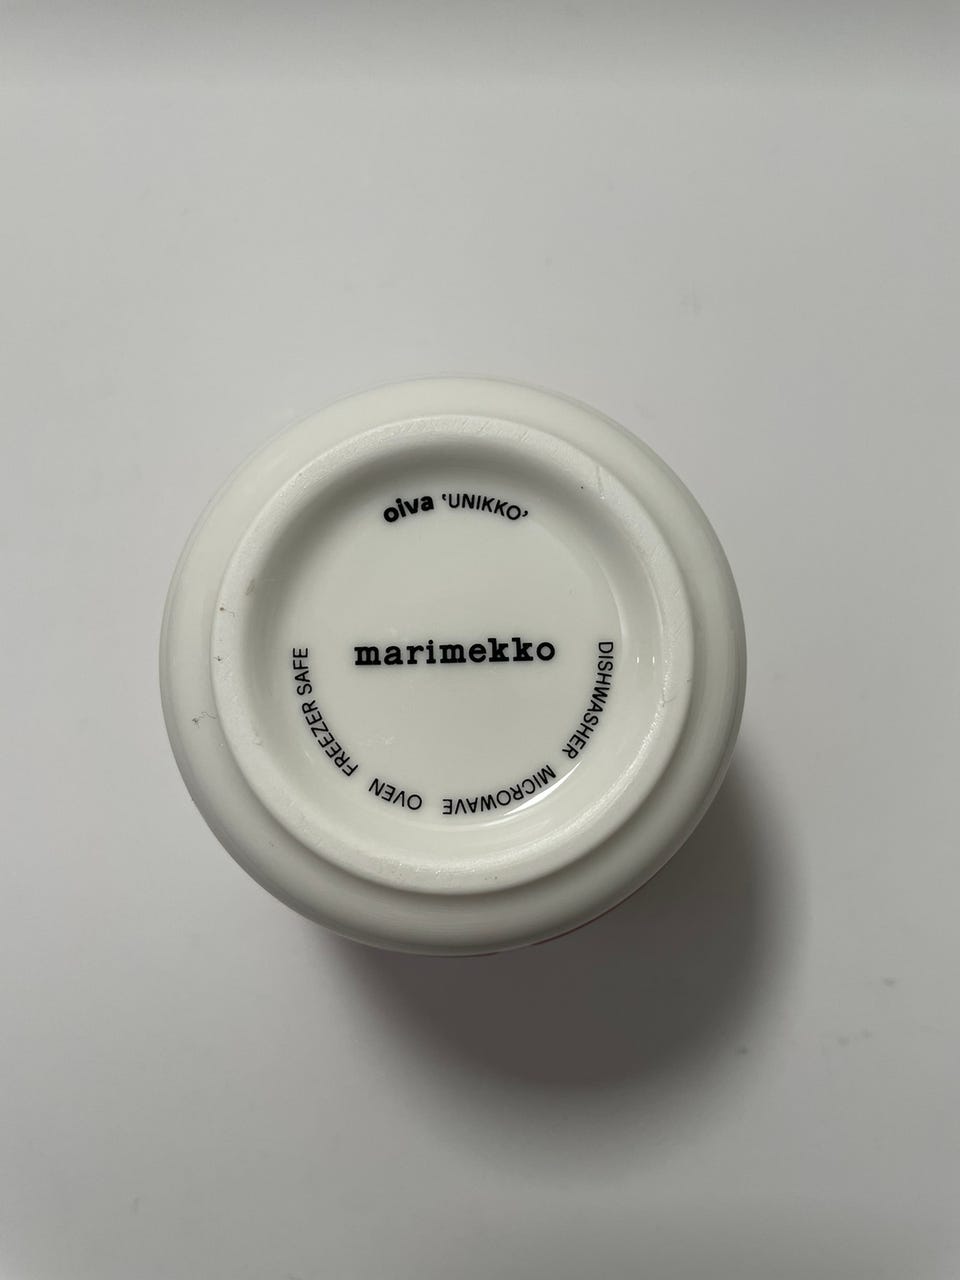 oiva ‘UNIKKO’
marimekko
DISHWASHER MICROWAVE OVEN FREEZER SAFE